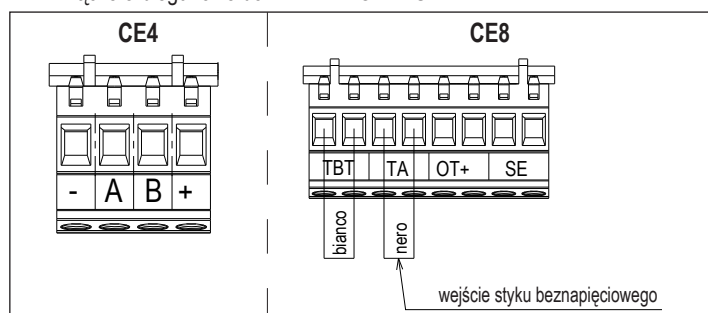 CE4
CE8
- A B +
TBT TA OT+ SE
bianco
nero
wejście styku beznapięciowego